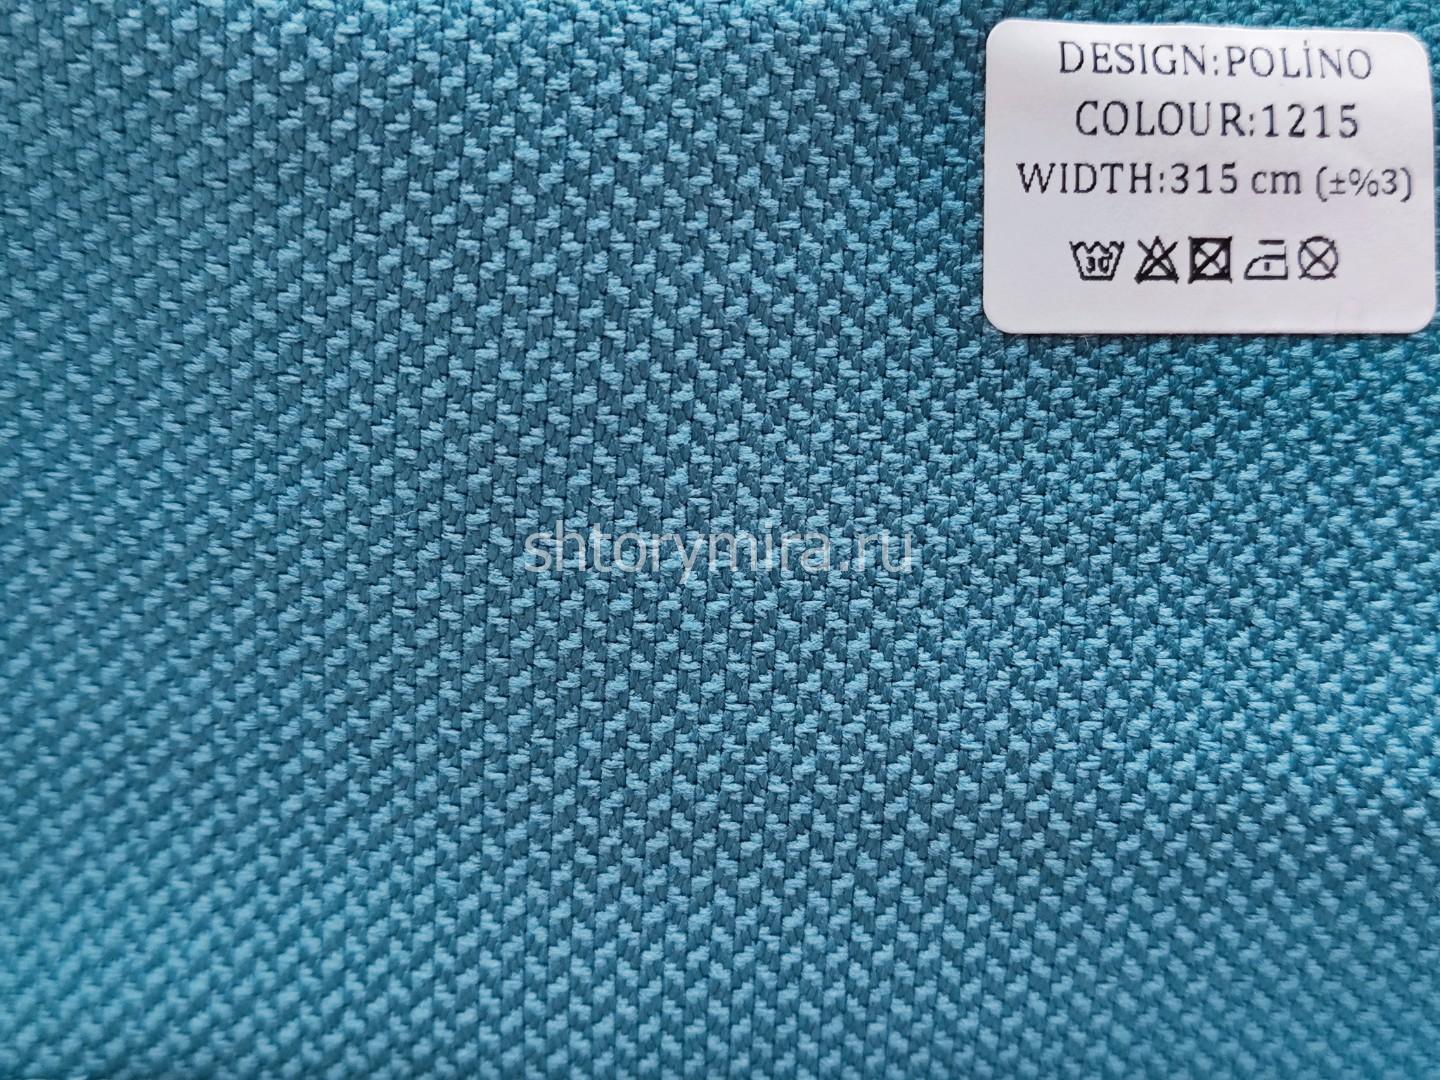 DESIGN:POLİNO
COLOUR:1215
WIDTH:315 cm (±%3)
30
shtorymira.ru